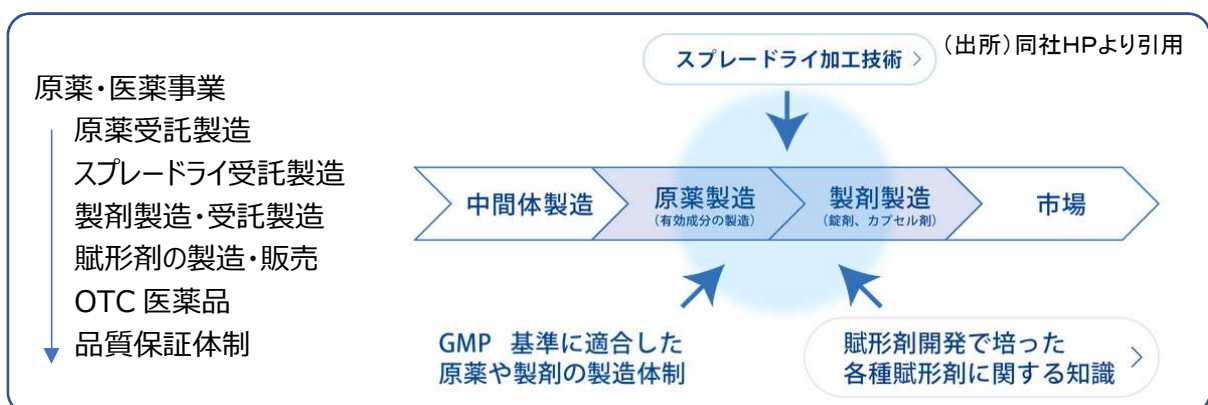 スプレードライ加工技術 >
（出所）同社HPより引用
原薬・医薬事業
原薬受託製造
スプレードライ受託製造
製剤製造・受託製造
賦形剤の製造・販売
OTC 医薬品
品質保証体制
中間体製造
原薬製造
（有効成分の製造）
製剤製造
（錠剤、カプセル剤）
市場
GMP 基準に適合した
原薬や製剤の製造体制
賦形剤開発で培った
各種賦形剤に関する知識 >